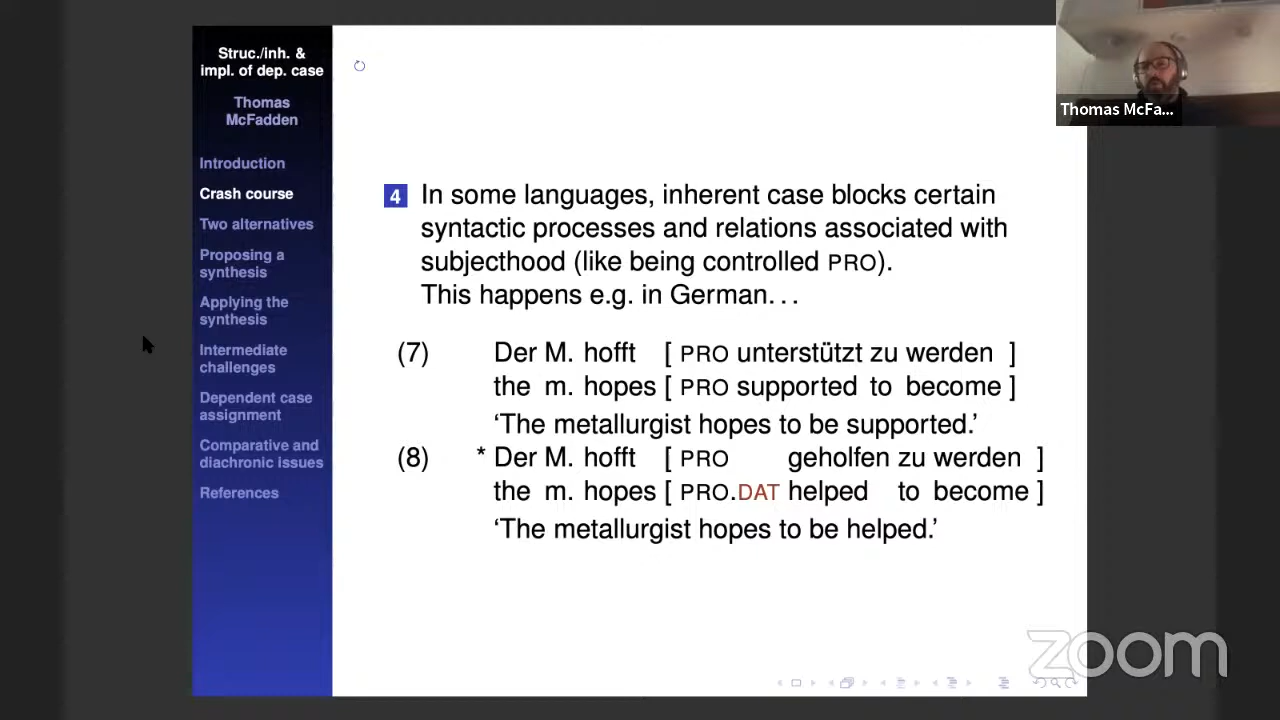 Struc./inh. &
impl. of dep. case
Thomas
McFadden
Introduction
Crash course
Two alternatives
Proposing a
synthesis
Applying the
synthesis
Intermediate
challenges
Dependent case
assignment
Comparative and
diachronic issues
References
4 In some languages, inherent case blocks certain
syntactic processes and relations associated with
subjecthood (like being controlled PRO).
This happens e.g. in German...
(7) Der M. hofft [ PRO unterstützt zu werden ]
the m. hopes [ PRO supported to become ]
‘The metallurgist hopes to be supported.’
(8) * Der M. hofft [ PRO geholfen zu werden ]
the m. hopes [ PRO.DAT helped to become ]
‘The metallurgist hopes to be helped.’
Thomas McFa...
zoom